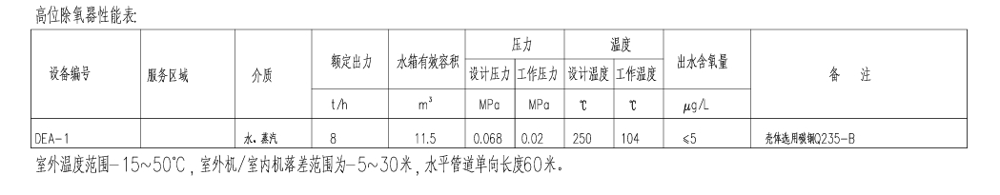 高位除氧器性能表:
设备编号 服务区域 介质 额定出力 水箱有效容积 压力 温度 出水含氧量 备 注
设计压力 工作压力 设计温度 工作温度
t/h m³ MPa MPa ℃ ℃ μg/L
DEA-1 水、蒸汽 8 11.5 0.068 0.02 250 104 ≤5 壳体选用碳钢Q235-B
室外温度范围-15~50℃,室外机/室内机落差范围为-5~30米,水平管道单向长度60米。